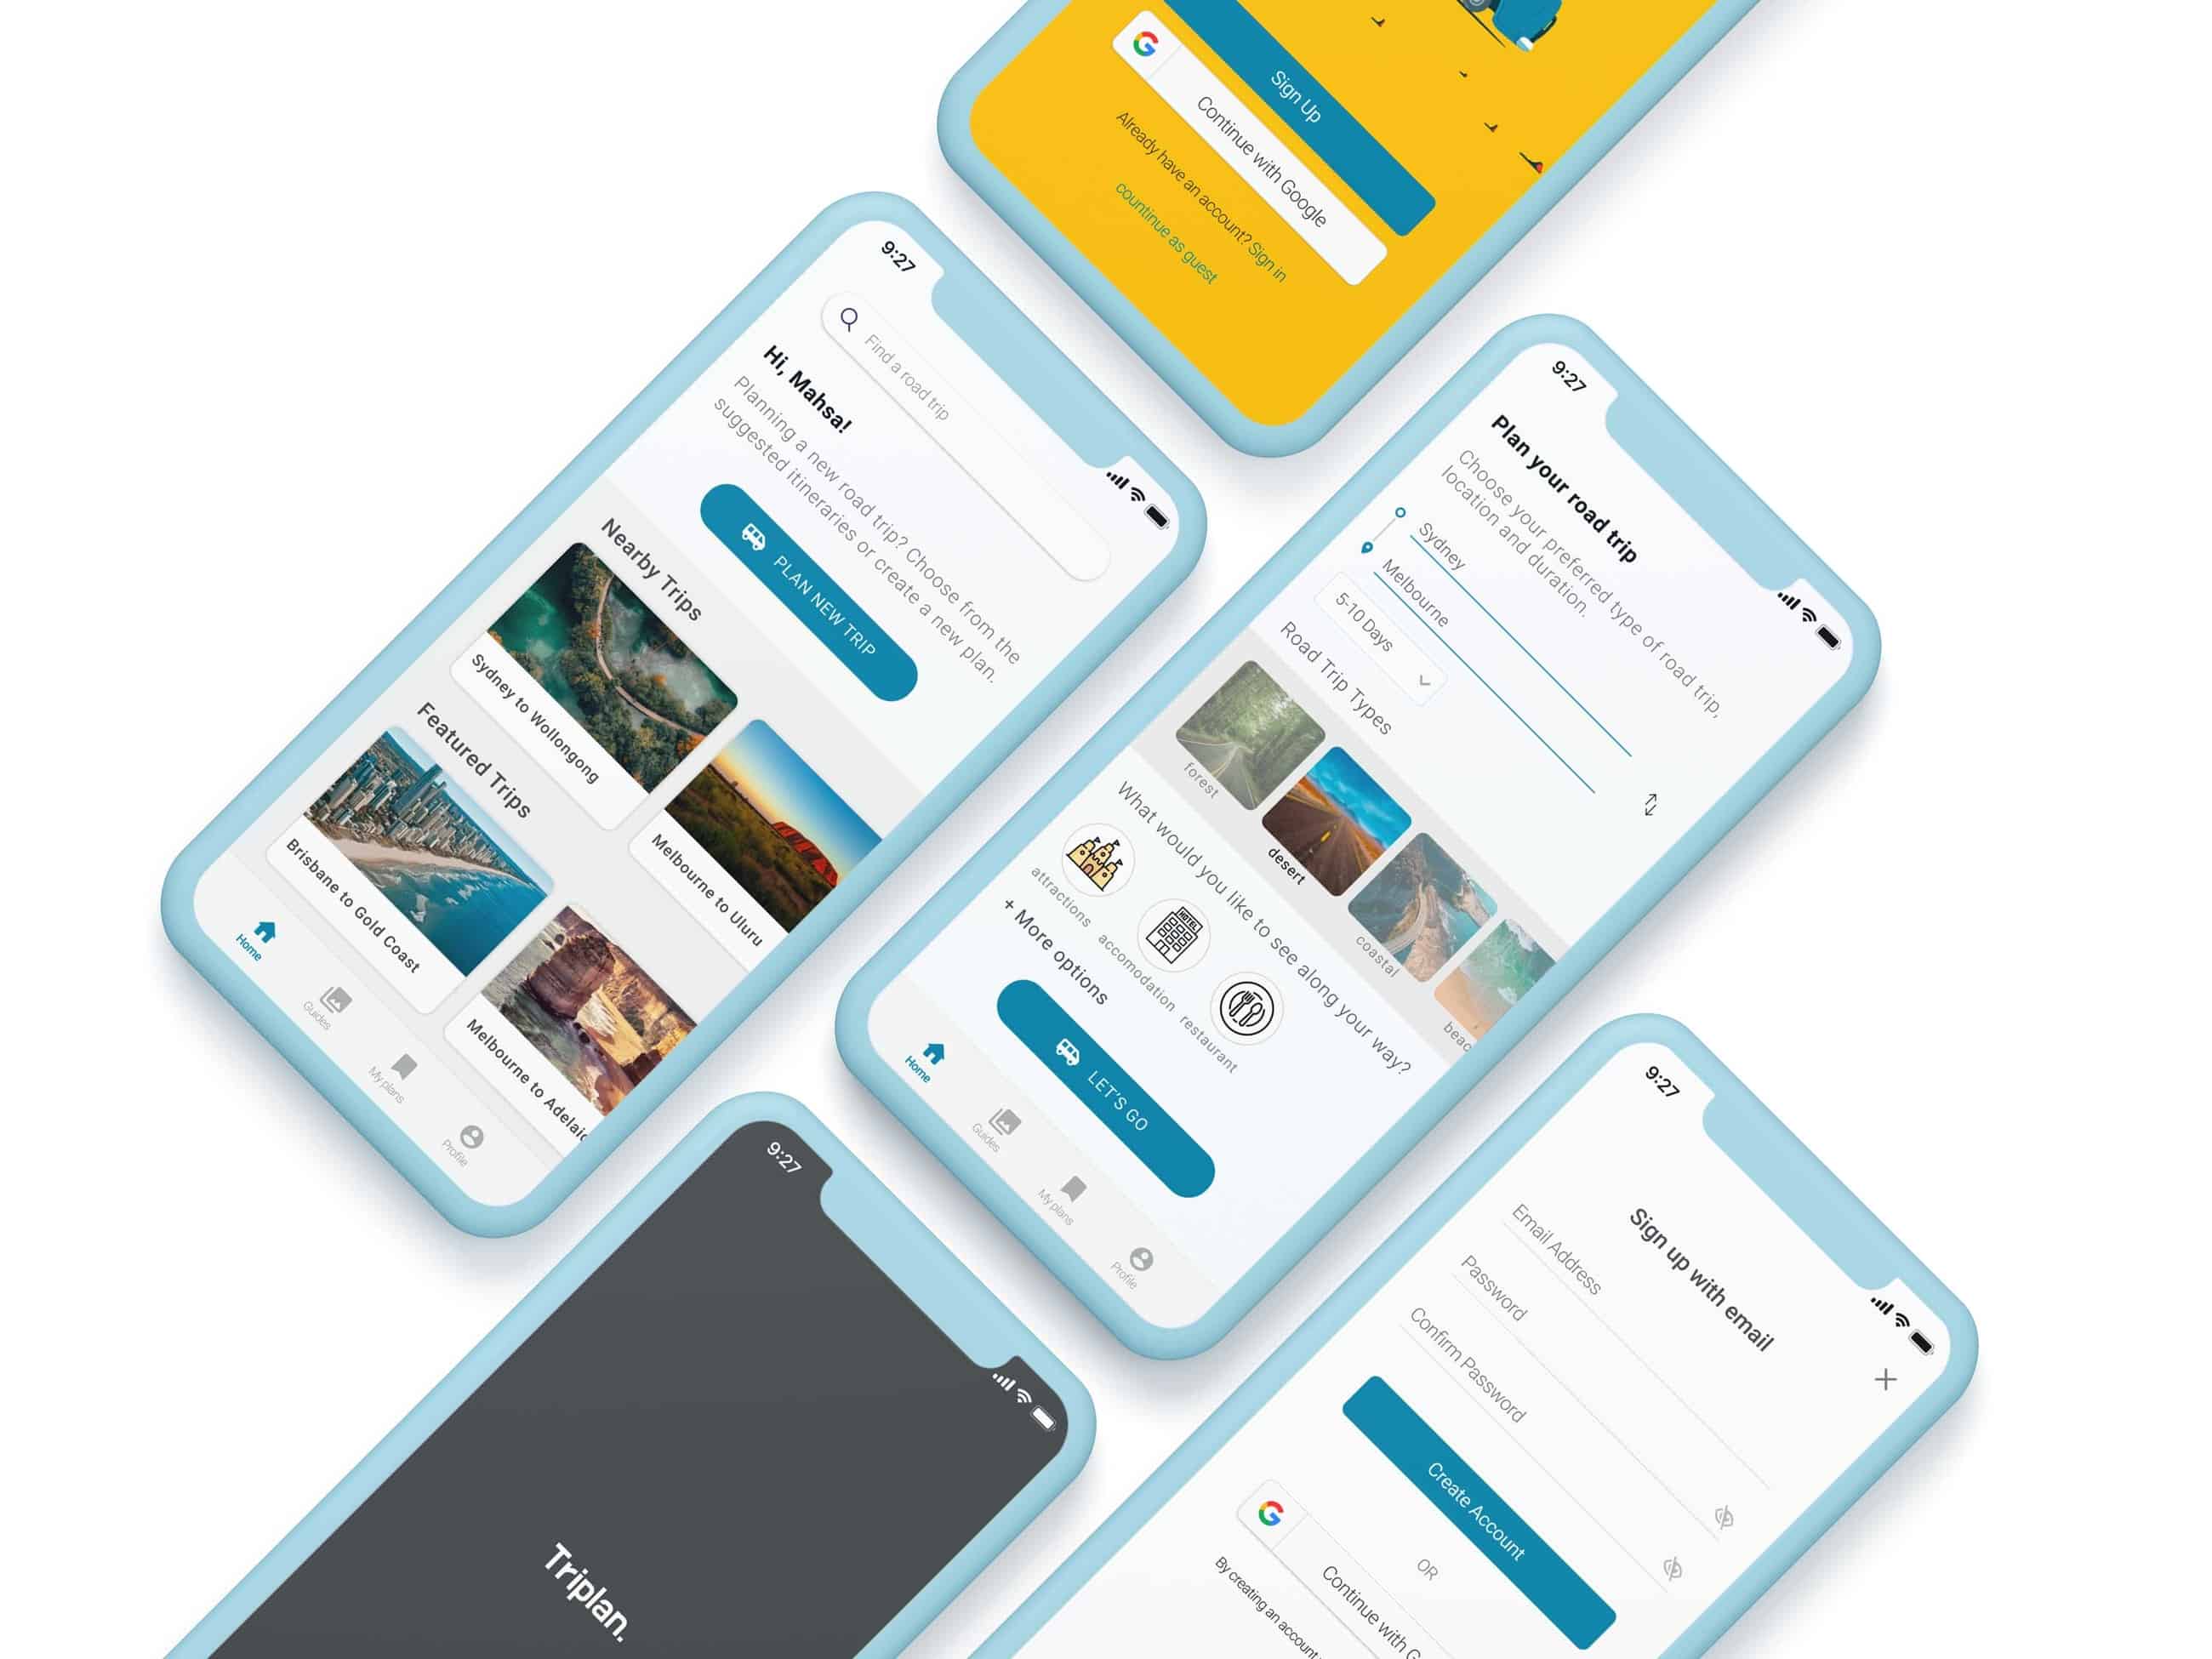 Sign Up
Continue with Google
Already have an account? Sign in
countinue as guest
9:27
Find a road trip
Hi, Mahsa!
Planning a new road trip? Choose from the
suggested itineraries or create a new plan.
PLAN NEW TRIP
Nearby Trips
Sydney to Wollongong
Melbourne to Uluru
Featured Trips
Brisbane to Gold Coast
Melbourne to Adelaid
Home
Guides
My plans
Profile
9:27
Plan your road trip
Choose your preferred type of road trip,
location and duration.
Sydney
Melbourne
5-10 Days
Road Trip Types
forest
desert
coastal
beac
What would you like to see along your way?
HOTEL
attractions
accomodation
restaurant
+ More options
LET'S GO
Home
Guides
My plans
Profile
9:27
Triplan.
9:27
Sign up with email
Email Address
Password
Confirm Password
Create Account
OR
Continue with G
By creating an account